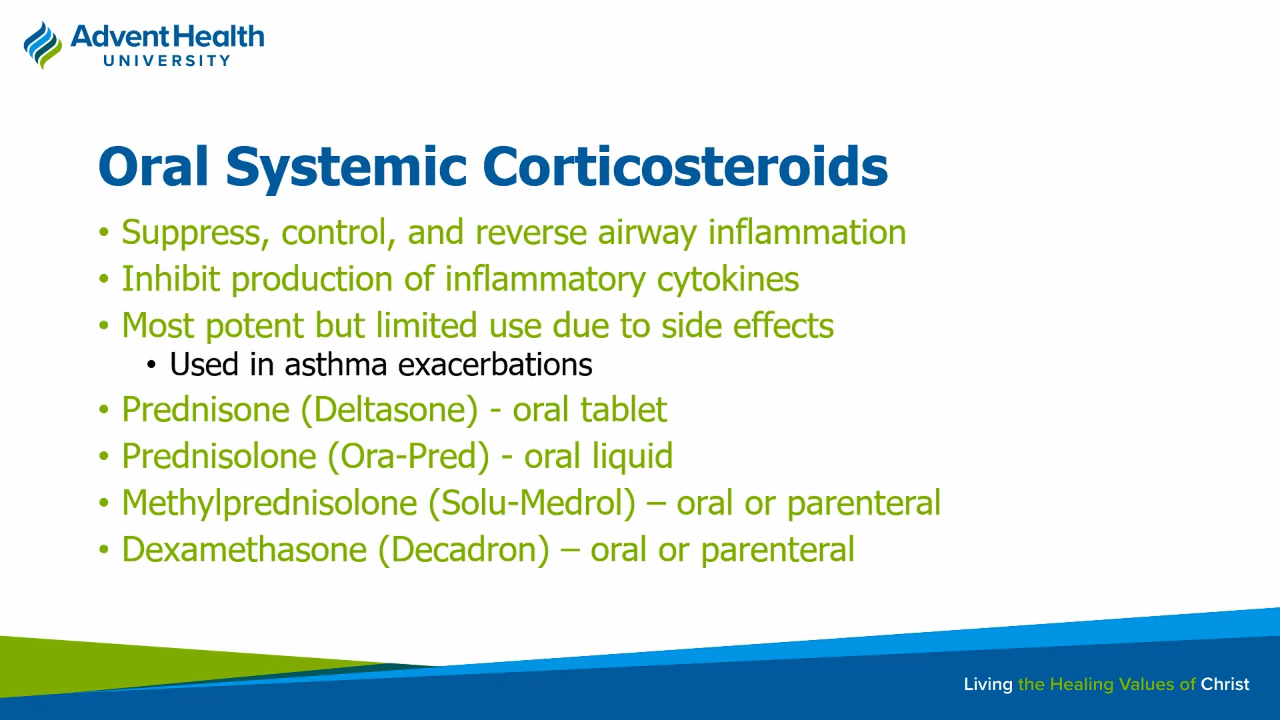 AdventHealth
UNIVERSITY
Oral Systemic Corticosteroids
• Suppress, control, and reverse airway inflammation
• Inhibit production of inflammatory cytokines
• Most potent but limited use due to side effects
• Used in asthma exacerbations
• Prednisone (Deltasone) - oral tablet
• Prednisolone (Ora-Pred) - oral liquid
• Methylprednisolone (Solu-Medrol) – oral or parenteral
• Dexamethasone (Decadron) – oral or parenteral
Living the Healing Values of Christ